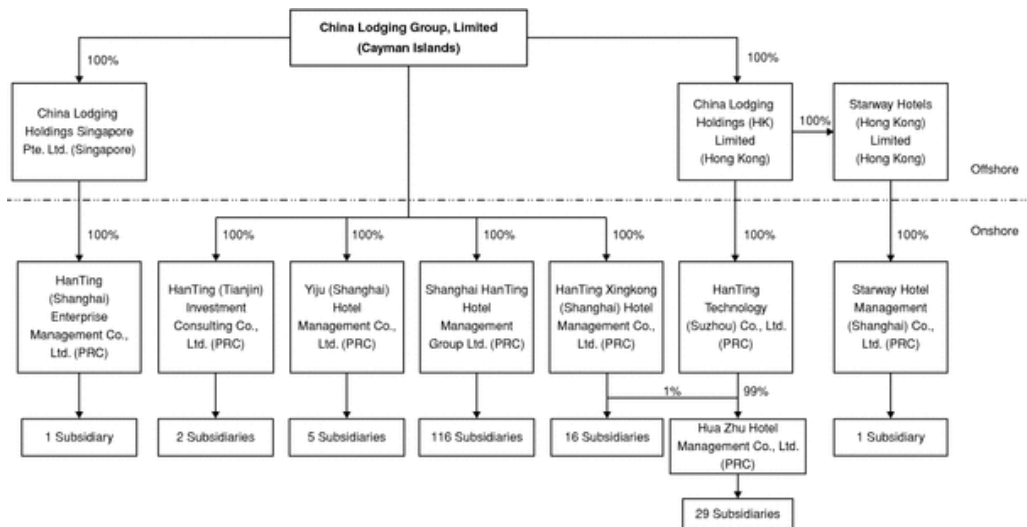 China Lodging Group, Limited
(Cayman Islands)
100%
100%
China Lodging
Holdings Singapore
Pte. Ltd. (Singapore)
China Lodging
Holdings (HK)
Limited
(Hong Kong)
100%
Starway Hotels
(Hong Kong)
Limited
(Hong Kong)
Offshore
Onshore
100%
100%
100%
100%
100%
100%
100%
HanTing
(Shanghai)
Enterprise
Management Co.,
Ltd. (PRC)
HanTing (Tianjin)
Investment
Consulting Co.,
Ltd. (PRC)
Yiju (Shanghai)
Hotel
Management Co.,
Ltd. (PRC)
Shanghai HanTing
Hotel
Management
Group Ltd. (PRC)
HanTing Xingkong
(Shanghai) Hotel
Management Co.,
Ltd. (PRC)
HanTing
Technology
(Suzhou) Co., Ltd.
(PRC)
Starway Hotel
Management
(Shanghai) Co.,
Ltd. (PRC)
1%
99%
1 Subsidiary
2 Subsidiaries
5 Subsidiaries
116 Subsidiaries
16 Subsidiaries
Hua Zhu Hotel
Management Co., Ltd.
(PRC)
1 Subsidiary
29 Subsidiaries